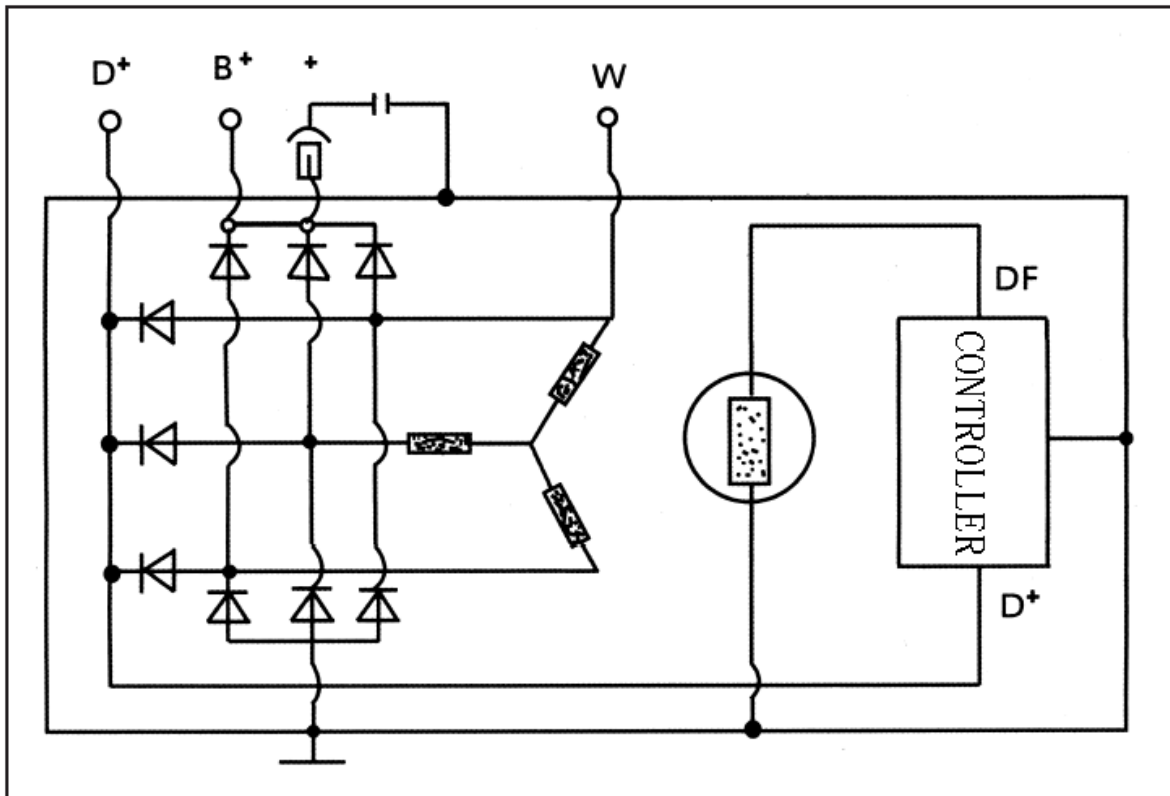 D+ B+ + W
DF
CONTROLLER
D+